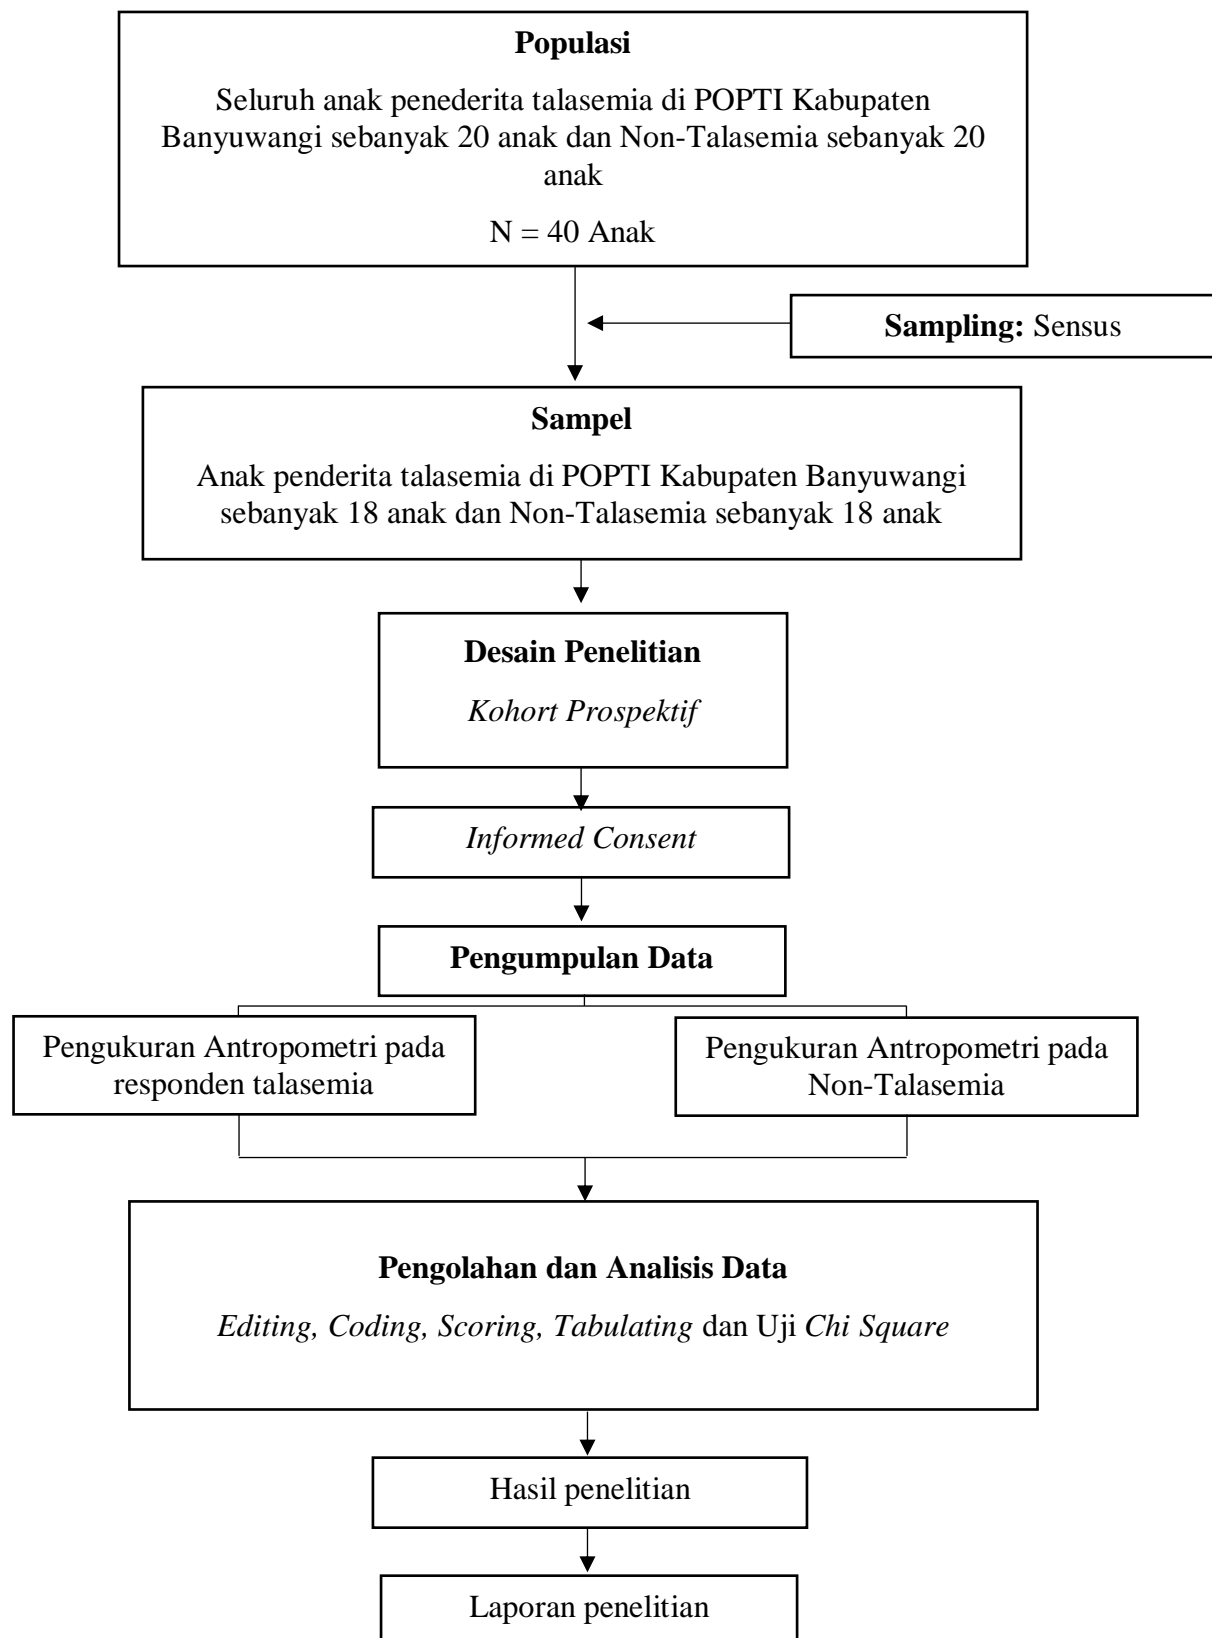 Populasi
Seluruh anak penederita talasemia di POPTI Kabupaten
Banyuwangi sebanyak 20 anak dan Non-Talasemia sebanyak 20
anak
N = 40 Anak
Sampling: Sensus
Sampel
Anak penderita talasemia di POPTI Kabupaten Banyuwangi
sebanyak 18 anak dan Non-Talasemia sebanyak 18 anak
Desain Penelitian
Kohort Prospektif
Informed Consent
Pengumpulan Data
Pengukuran Antropometri pada
responden talasemia
Pengukuran Antropometri pada
Non-Talasemia
Pengolahan dan Analisis Data
Editing, Coding, Scoring, Tabulating dan Uji Chi Square
Hasil penelitian
Laporan penelitian